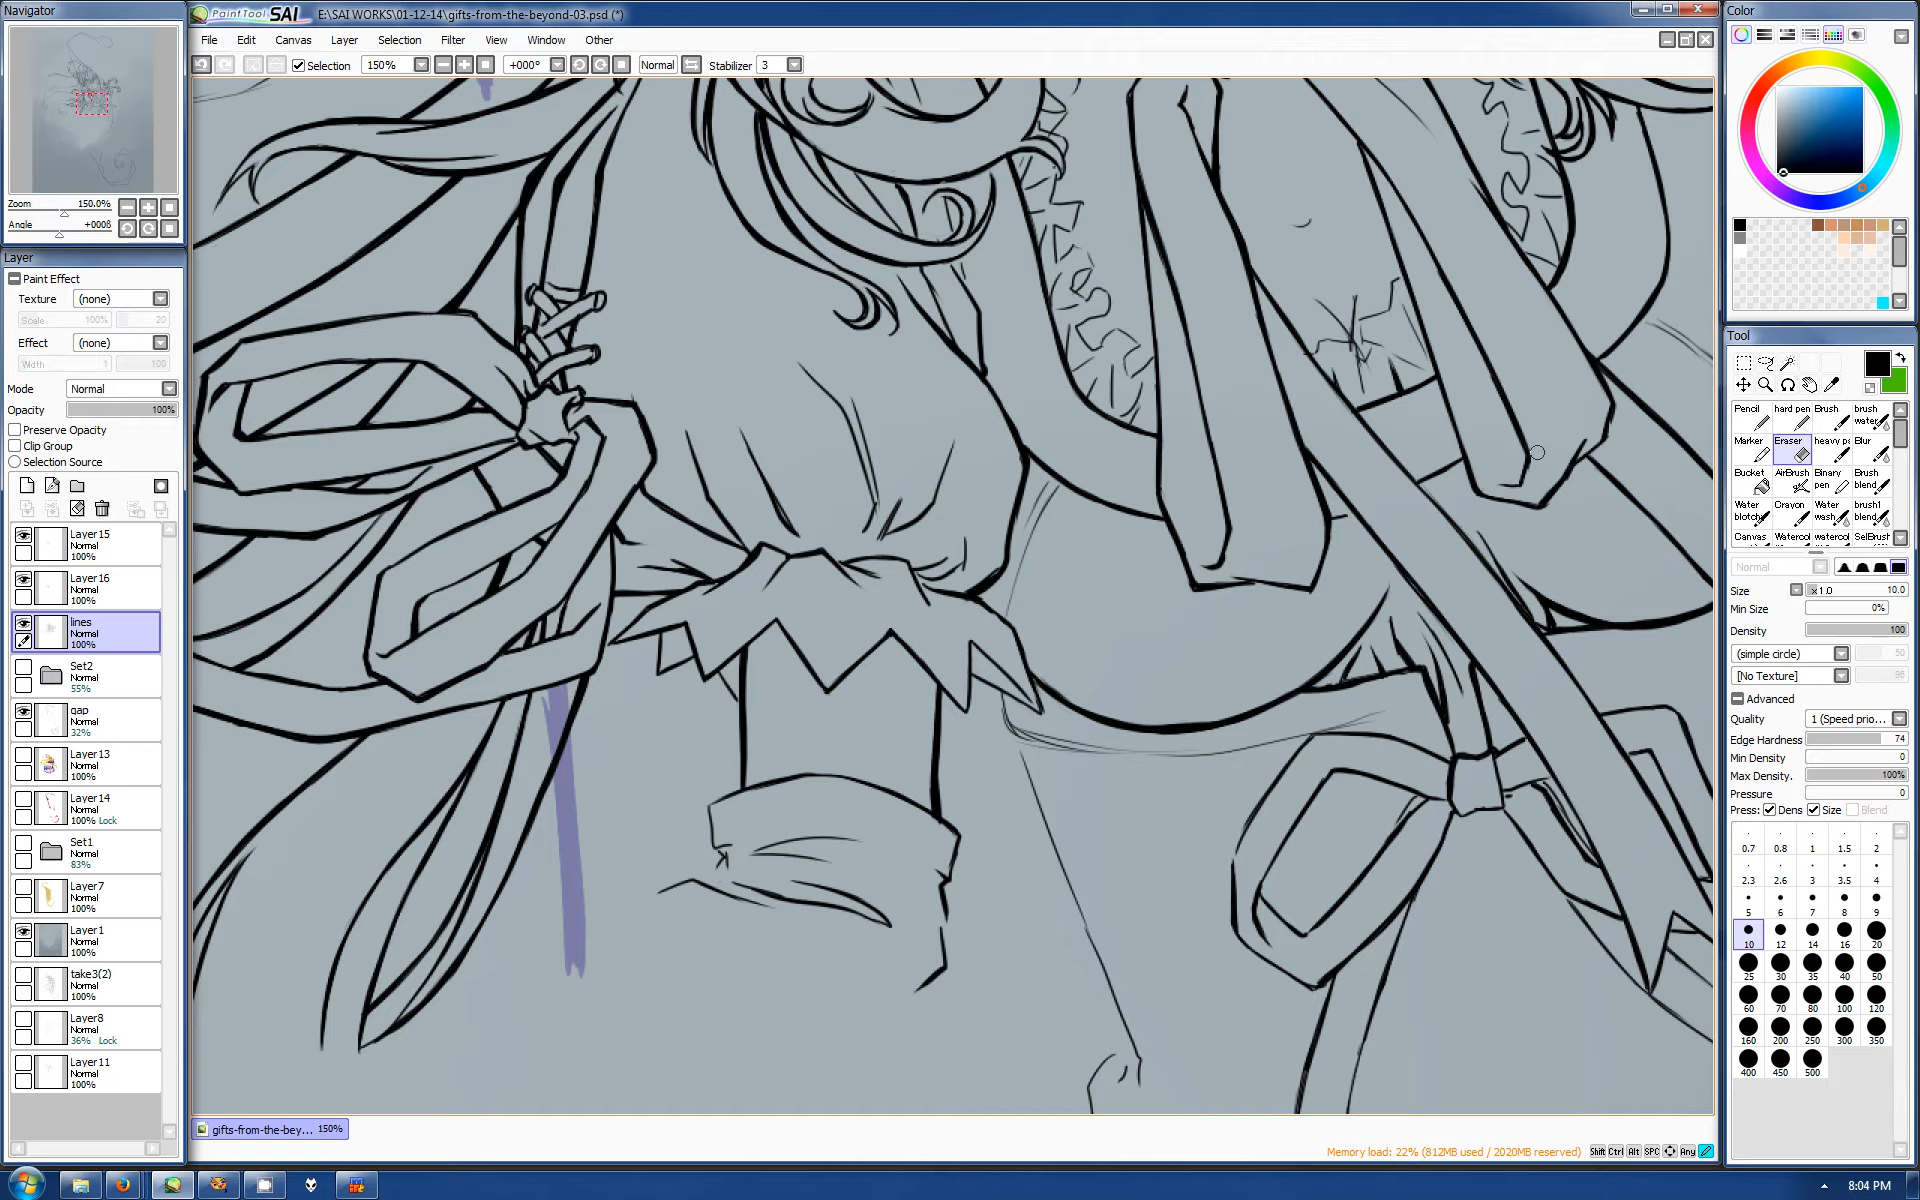 Navigator
PaintTool SAI E:\SAI WORKS\01-12-14\gifts-from-the-beyond-03.psd (*)
File Edit Canvas Layer Selection Filter View Window Other
Selection 150% +000° Normal Stabilizer 3
Zoom 150.0%
Angle +000ß
Layer
Paint Effect
Texture (none)
Scale 100% 20
Effect (none)
Width 1 100
Mode Normal
Opacity 100%
Preserve Opacity
Clip Group
Selection Source
Layer15
Normal
100%
Layer16
Normal
100%
lines
Normal
100%
Set2
Normal
55%
gap
Normal
32%
Layer13
Normal
100%
Layer14
Normal
100% Lock
Set1
Normal
83%
Layer7
Normal
100%
Layer1
Normal
100%
take3(2)
Normal
100%
Layer8
Normal
36% Lock
Layer11
Normal
100%
gifts-from-the-bey... 150%
Memory load: 22% (812MB used / 2020MB reserved) Shift Ctrl Alt SPC Any
Color
Tool
Pencil hard pen Brush brush water
Marker Eraser heavy p Blur
Bucket AirBrush Binary pen Brush blend
Water blotch Crayon Water wash brush1 blend
Canvas Watercol watercol SelBrush
Normal
Size x1.0 10.0
Min Size 0%
Density 100
(simple circle) 50
[No Texture] 95
Advanced
Quality 1 (Speed prio...
Edge Hardness 74
Min Density 0
Max Density. 100%
Pressure 0
Press: Dens Size Blend
0.7 0.8 1 1.5 2
2.3 2.6 3 3.5 4
5 6 7 8 9
10 12 14 16 20
25 30 35 40 50
60 70 80 100 120
160 200 250 300 350
400 450 500
8:04 PM